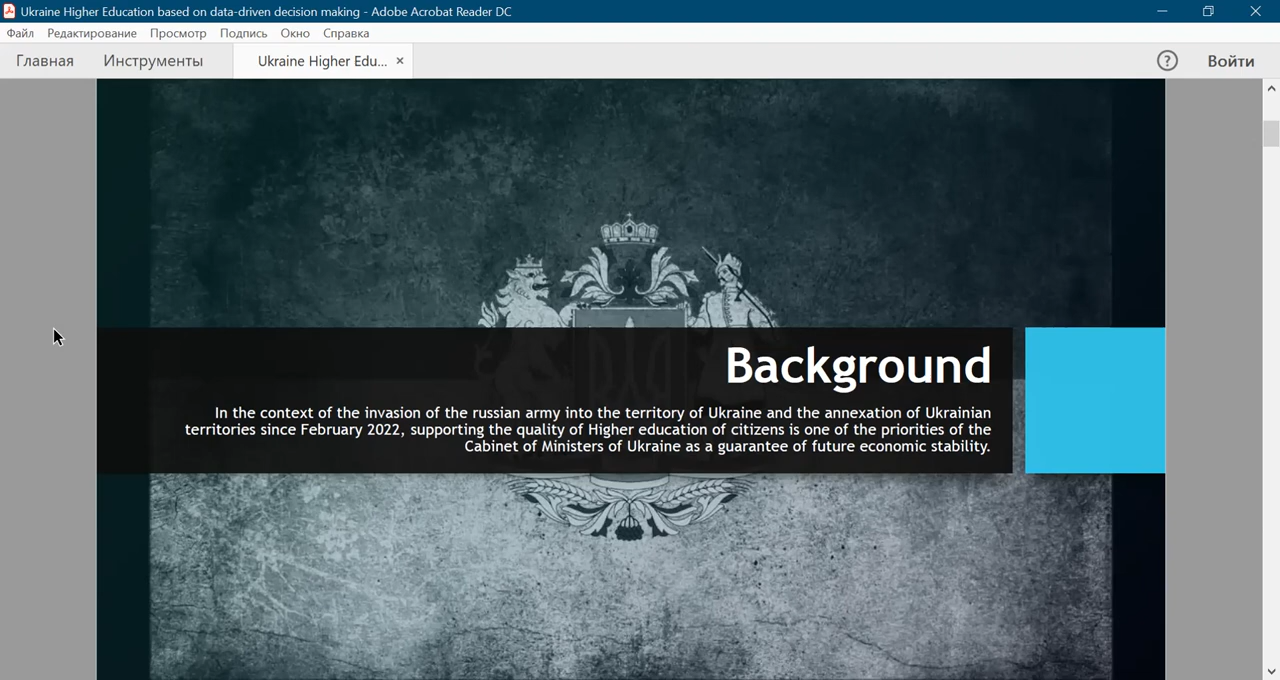 Ukraine Higher Education based on data-driven decision making - Adobe Acrobat Reader DC
Файл Редактирование Просмотр Подпись Окно Справка
Главная Инструменты Ukraine Higher Edu... × ? Войти
Background
In the context of the invasion of the russian army into the territory of Ukraine and the annexation of Ukrainian
territories since February 2022, supporting the quality of Higher education of citizens is one of the priorities of the
Cabinet of Ministers of Ukraine as a guarantee of future economic stability.